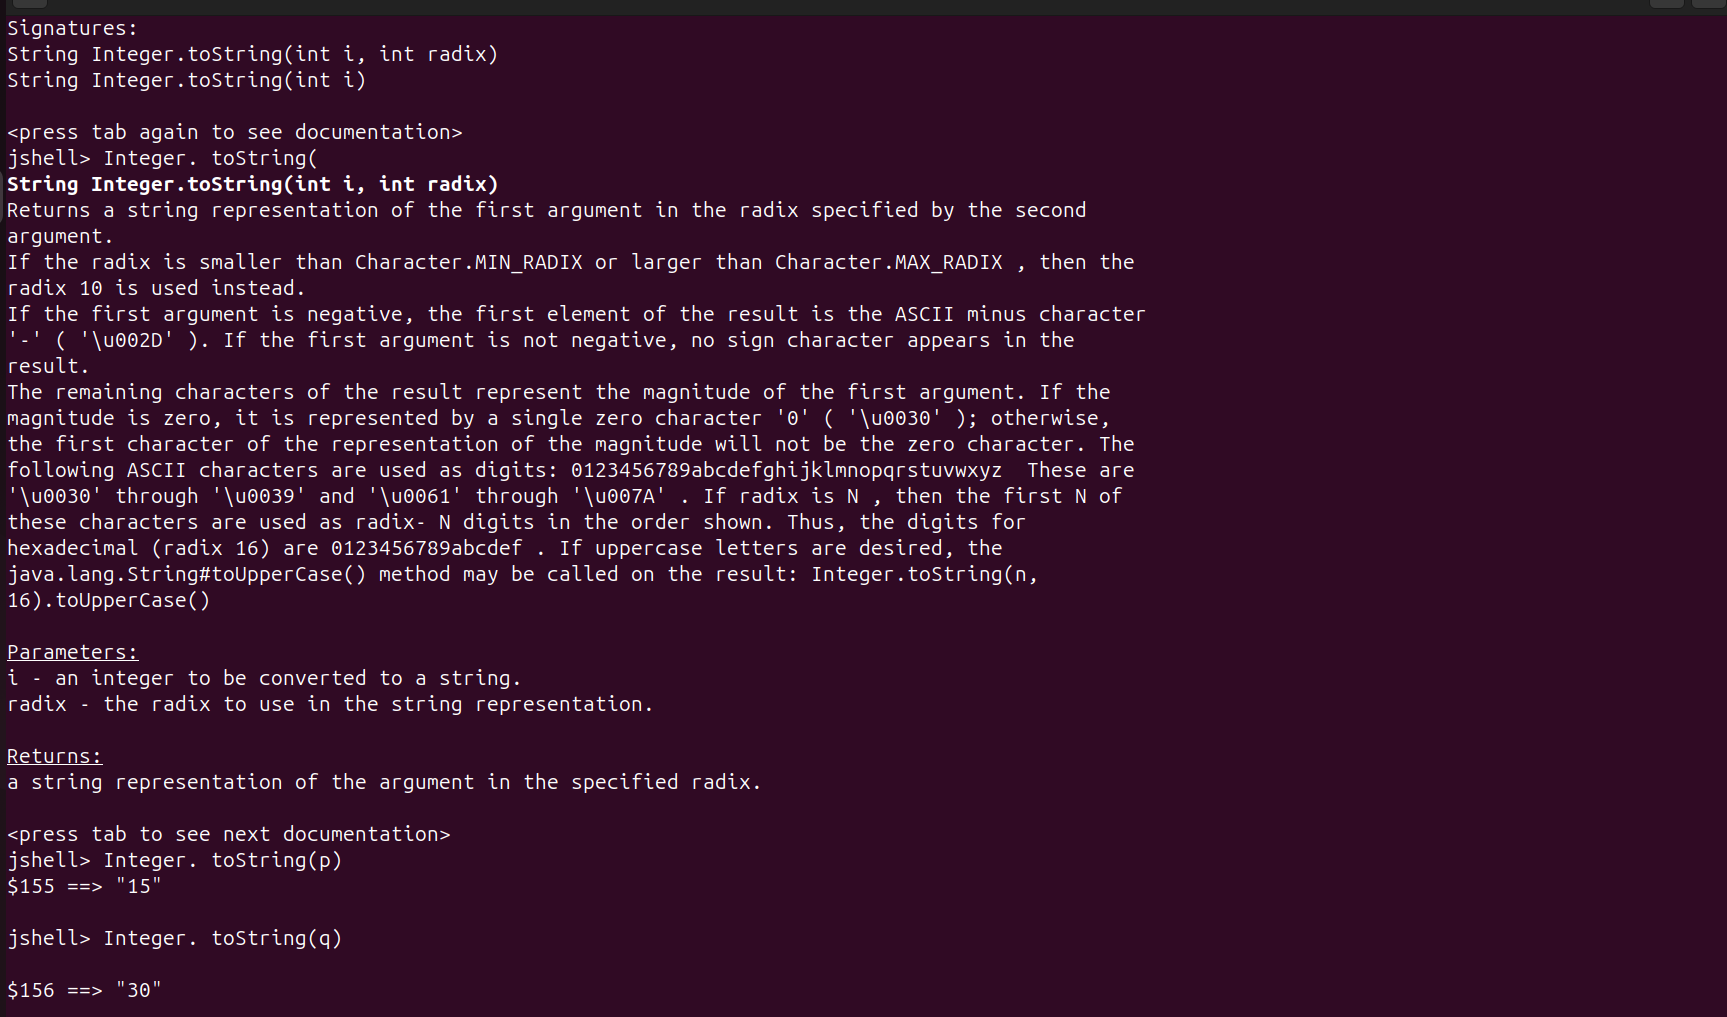 Signatures:
String Integer.toString(int i, int radix)
String Integer.toString(int i)
<press tab again to see documentation>
jshell> Integer. toString(
String Integer.toString(int i, int radix)
Returns a string representation of the first argument in the radix specified by the second
argument.
If the radix is smaller than Character.MIN_RADIX or larger than Character.MAX_RADIX , then the
radix 10 is used instead.
If the first argument is negative, the first element of the result is the ASCII minus character
'-' ( '\u002D' ). If the first argument is not negative, no sign character appears in the
result.
The remaining characters of the result represent the magnitude of the first argument. If the
magnitude is zero, it is represented by a single zero character '0' ( '\u0030' ); otherwise,
the first character of the representation of the magnitude will not be the zero character. The
following ASCII characters are used as digits: 0123456789abcdefghijklmnopqrstuvwxyz  These are
'\u0030' through '\u0039' and '\u0061' through '\u007A' . If radix is N , then the first N of
these characters are used as radix- N digits in the order shown. Thus, the digits for
hexadecimal (radix 16) are 0123456789abcdef . If uppercase letters are desired, the
java.lang.String#toUpperCase() method may be called on the result: Integer.toString(n,
16).toUpperCase()
Parameters:
i - an integer to be converted to a string.
radix - the radix to use in the string representation.
Returns:
a string representation of the argument in the specified radix.
<press tab to see next documentation>
jshell> Integer. toString(p)
$155 ==> "15"
jshell> Integer. toString(q)
$156 ==> "30"